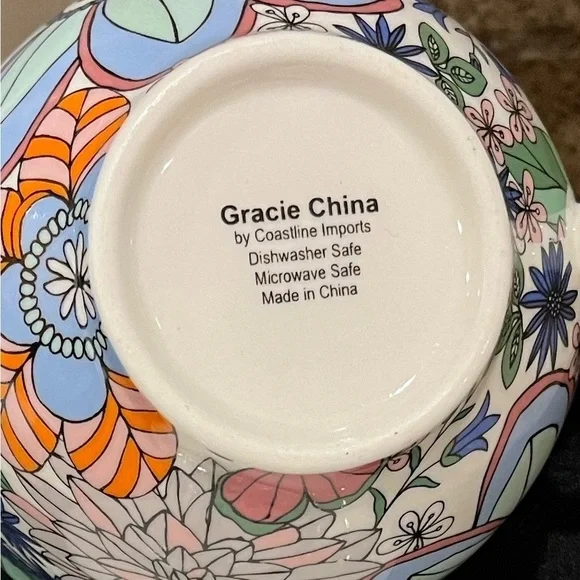 Gracie China
by Coastline Imports
Dishwasher Safe
Microwave Safe
Made in China